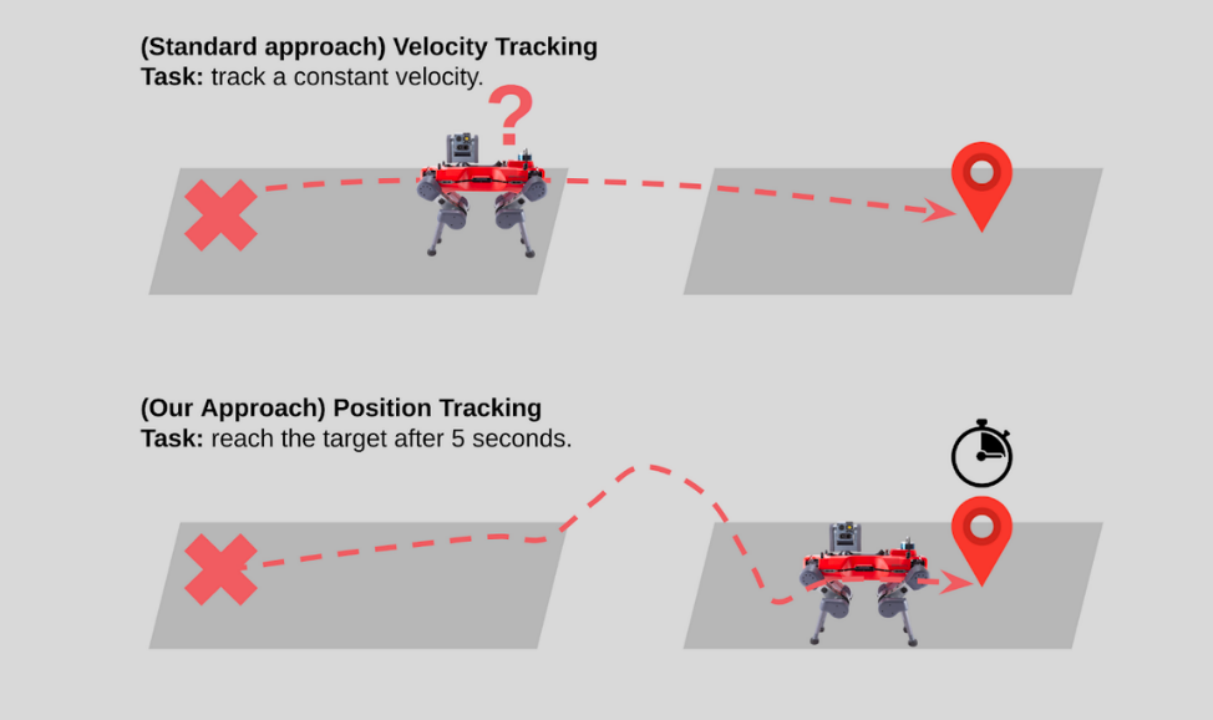 (Standard approach) Velocity Tracking
Task: track a constant velocity.
?
(Our Approach) Position Tracking
Task: reach the target after 5 seconds.